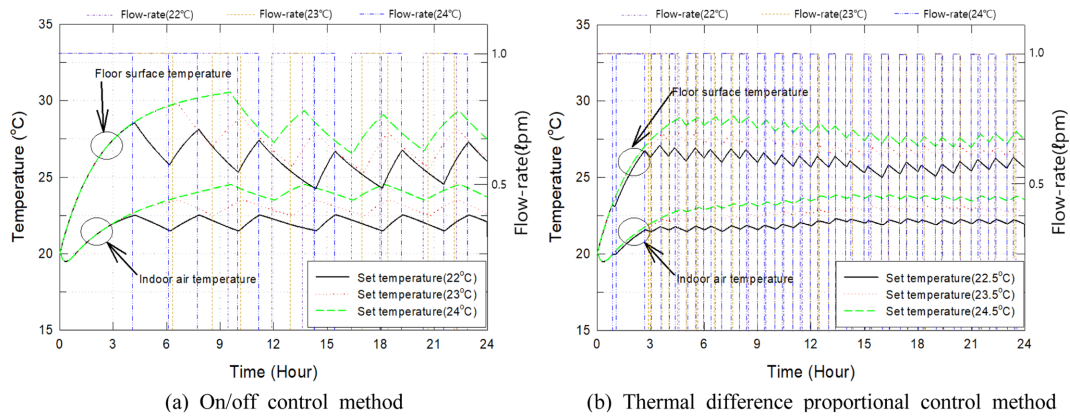 Flow-rate(22℃) Flow-rate(23℃) Flow-rate(24℃)
35
30
25
20
15
Temperature (°C)
1.0
0.5
Flow-rate(ℓpm)
Floor surface temperature
Indoor air temperature
Set temperature(22°C)
Set temperature(23°C)
Set temperature(24°C)
0 3 6 9 12 15 18 21 24
Time (Hour)
(a) On/off control method
Flow-rate(22℃) Flow-rate(23℃) Flow-rate(24℃)
35
30
25
20
15
Temperature (°C)
1.0
0.5
Flow-rate(ℓpm)
Floor surface temperature
Indoor air temperature
Set temperature(22.5°C)
Set temperature(23.5°C)
Set temperature(24.5°C)
0 3 6 9 12 15 18 21 24
Time (Hour)
(b) Thermal difference proportional control method